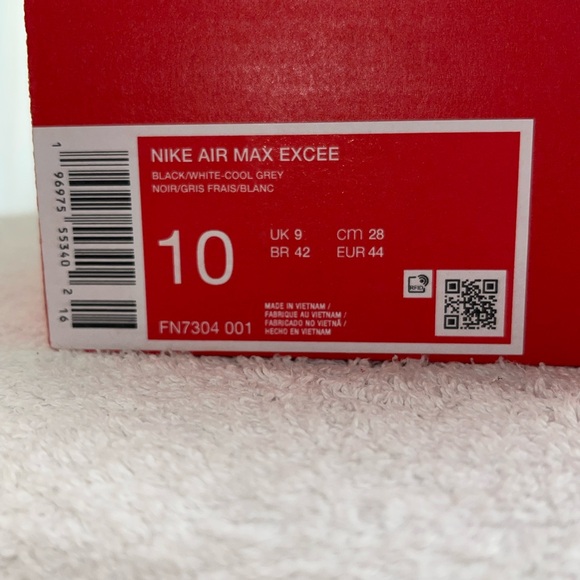 1 96975 55340 2 16
NIKE AIR MAX EXCEE
BLACK/WHITE-COOL GREY
NOIR/GRIS FRAIS/BLANC
10
UK 9 cm 28
BR 42 EUR 44
RFID
FN7304 001
MADE IN VIETNAM /
FABRIQUE AU VIETNAM /
FABRICADO NO VIETNÃ /
HECHO EN VIETNAM